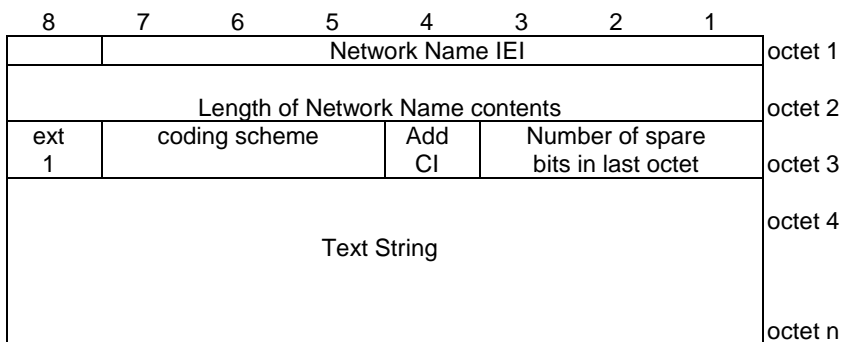 8 7 6 5 4 3 2 1
Network Name IEI octet 1
Length of Network Name contents octet 2
ext coding scheme Add Number of spare
1 CI bits in last octet octet 3
octet 4
Text String
octet n